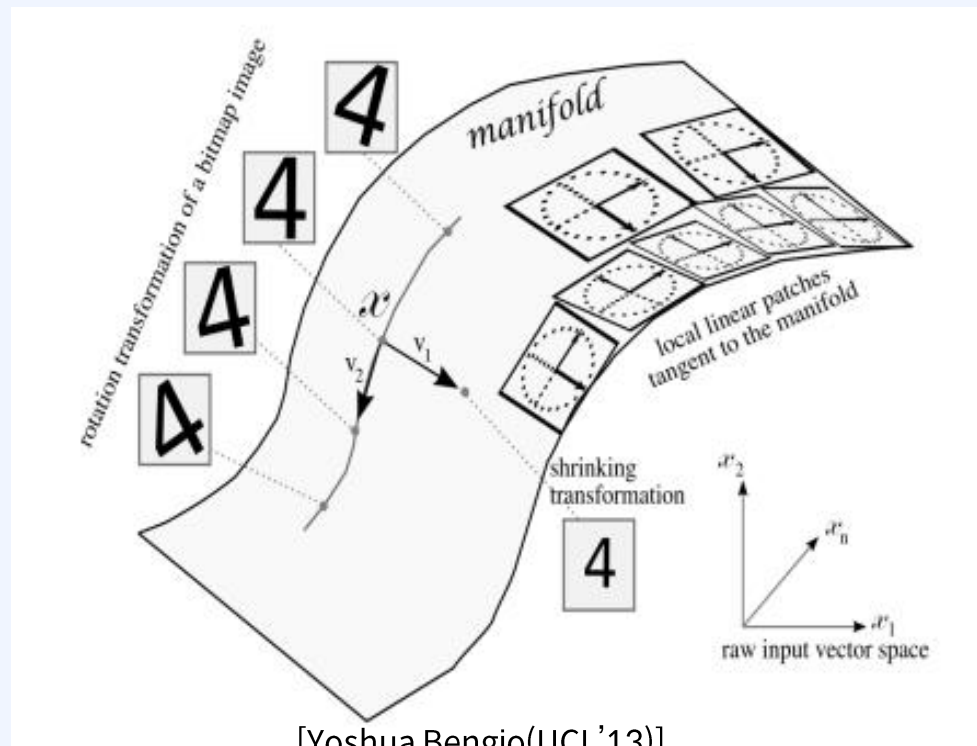 rotation transformation of a bitmap image
4
manifold
4
4
x
v₁
v₂
4
local linear patches
tangent to the manifold
shrinking
transformation
4
x₂
xₙ
x₁
raw input vector space
[Yoshua Bengio(UCL’13)]